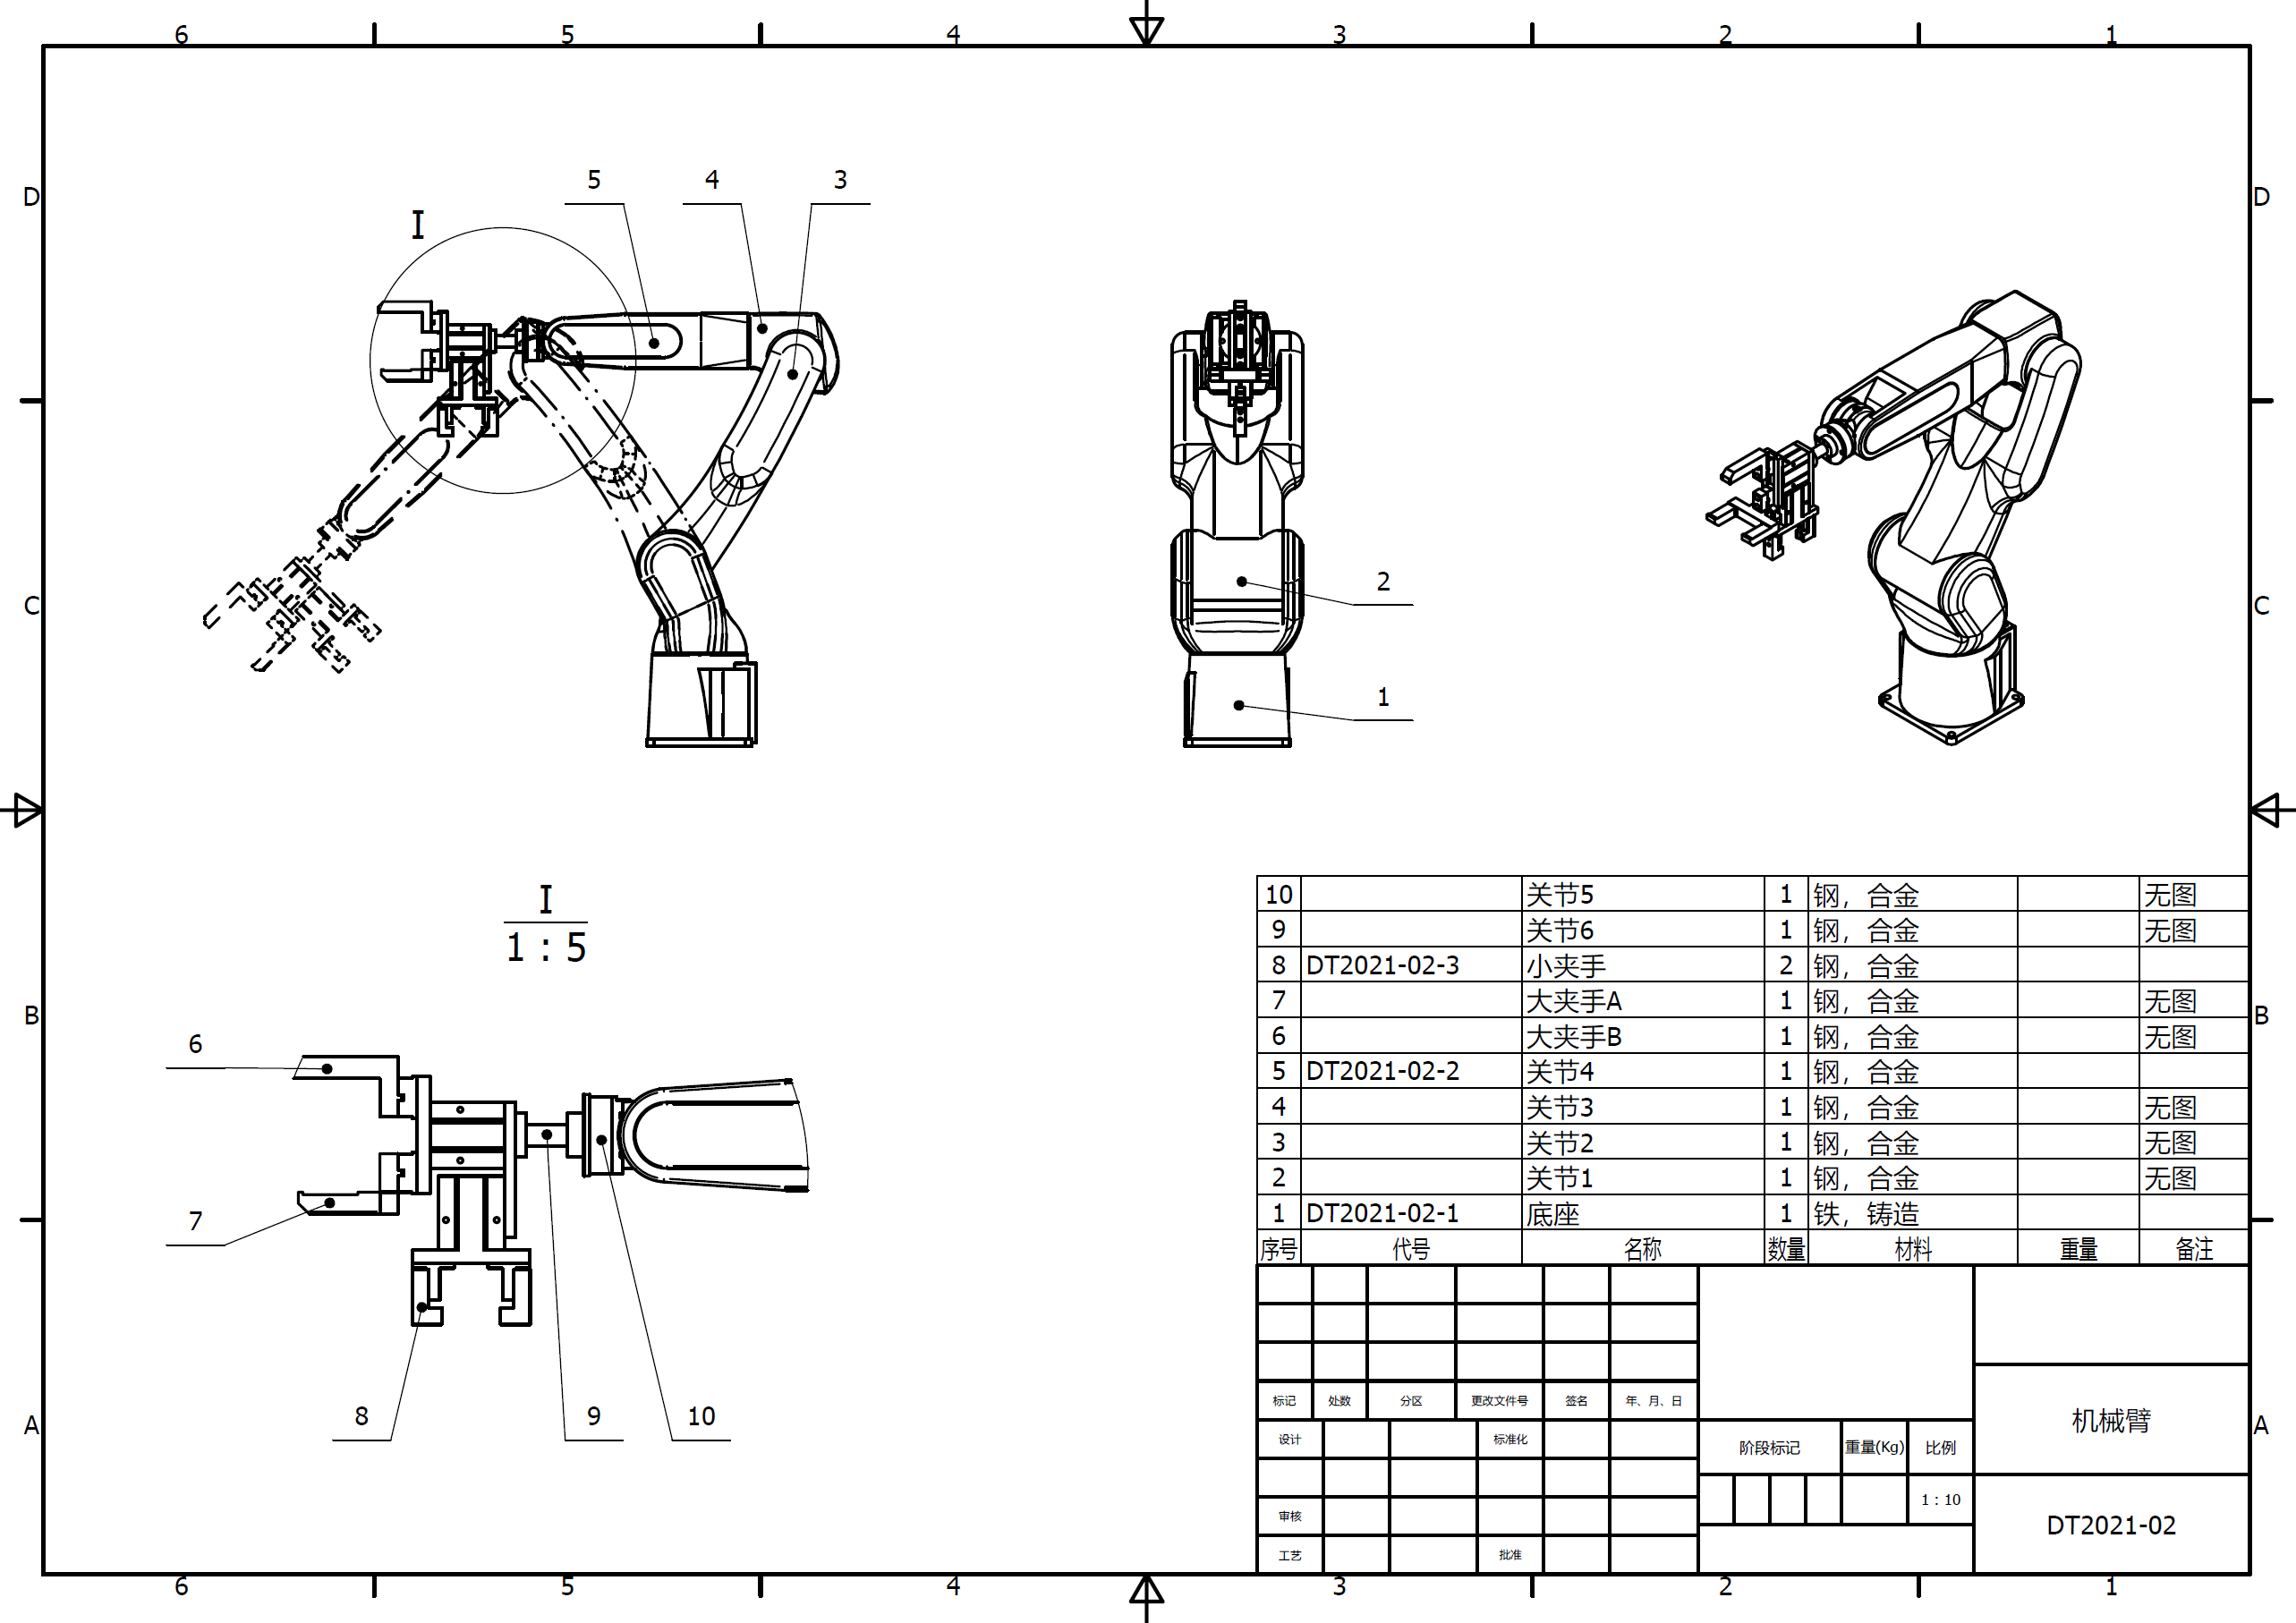 6 5 4 3 2 1
D D
5 4 3
I
2
C C
1
I
1 : 5
10 关节5 1 钢，合金 无图
9 关节6 1 钢，合金 无图
8 DT2021-02-3 小夹手 2 钢，合金
7 大夹手A 1 钢，合金 无图
B B
6 大夹手B 1 钢，合金 无图
6
5 DT2021-02-2 关节4 1 钢，合金
4 关节3 1 钢，合金 无图
3 关节2 1 钢，合金 无图
2 关节1 1 钢，合金 无图
7
1 DT2021-02-1 底座 1 铁，铸造
序号 代号 名称 数量 材料 重量 备注
8 9 10
标记 处数 分区 更改文件号 签名 年、月、日
机械臂
A A
设计 标准化
阶段标记 重量(Kg) 比例
1 : 10
审核
DT2021-02
工艺 批准
6 5 4 3 2 1